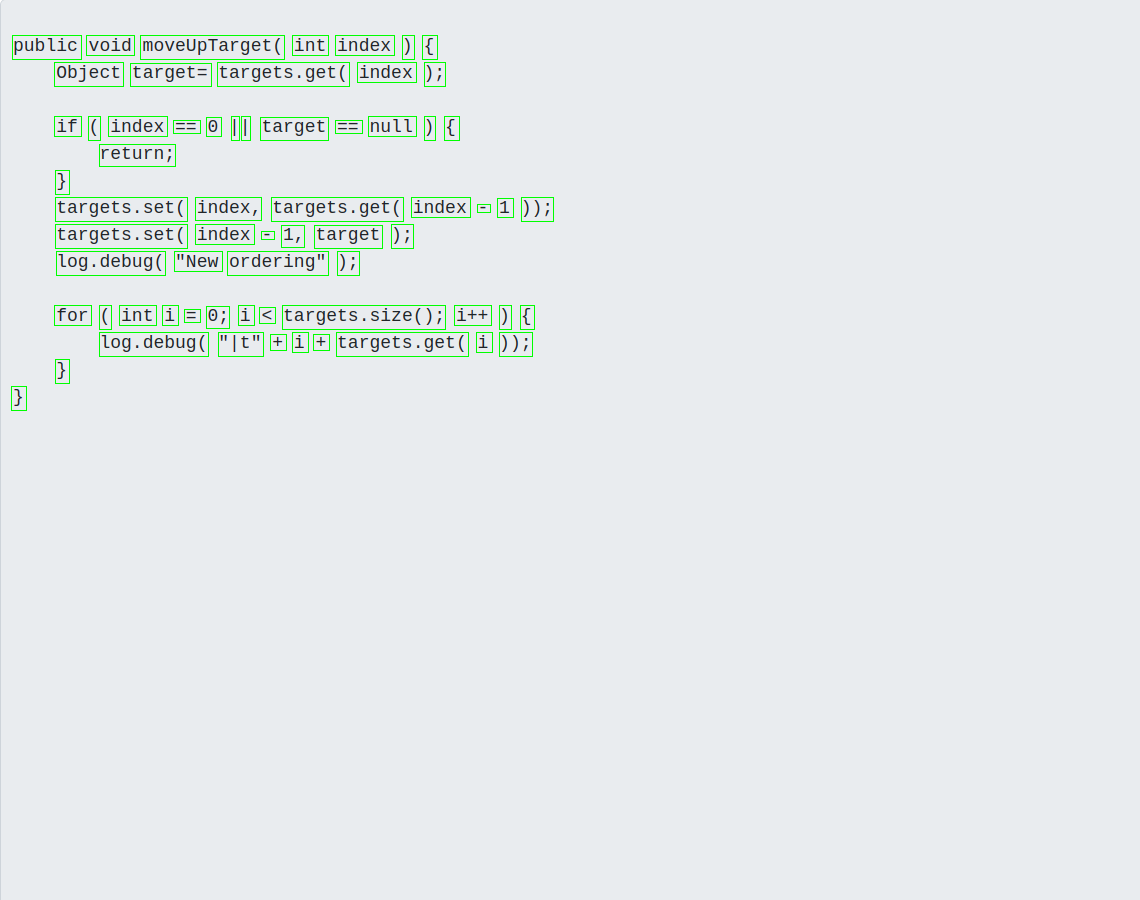 public void moveUpTarget( int index ) {
Object target= targets.get( index );
if ( index == 0 || target == null ) {
return;
}
targets.set( index, targets.get( index - 1 ));
targets.set( index - 1, target );
log.debug( "New ordering" );
for ( int i = 0; i < targets.size(); i++ ) {
log.debug( "|t" + i + targets.get( i ));
}
}